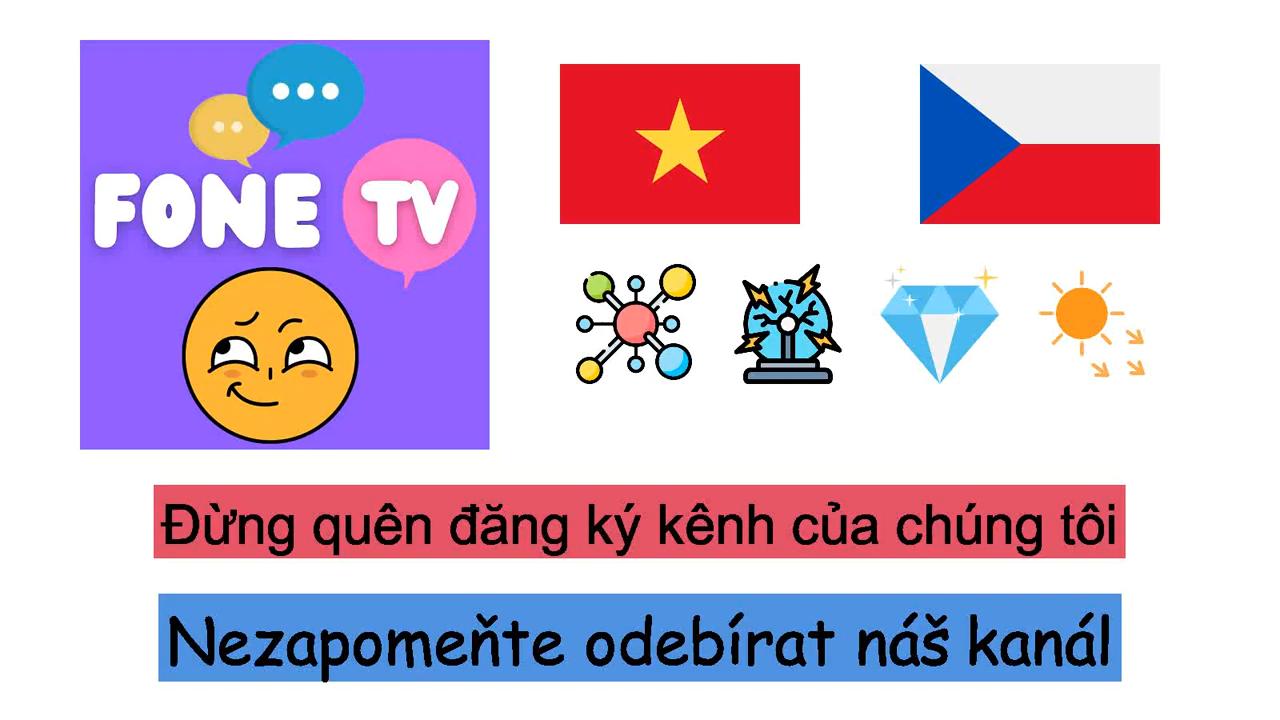 FONE TV
Đừng quên đăng ký kênh của chúng tôi
Nezapomeňte odebírat náš kanál